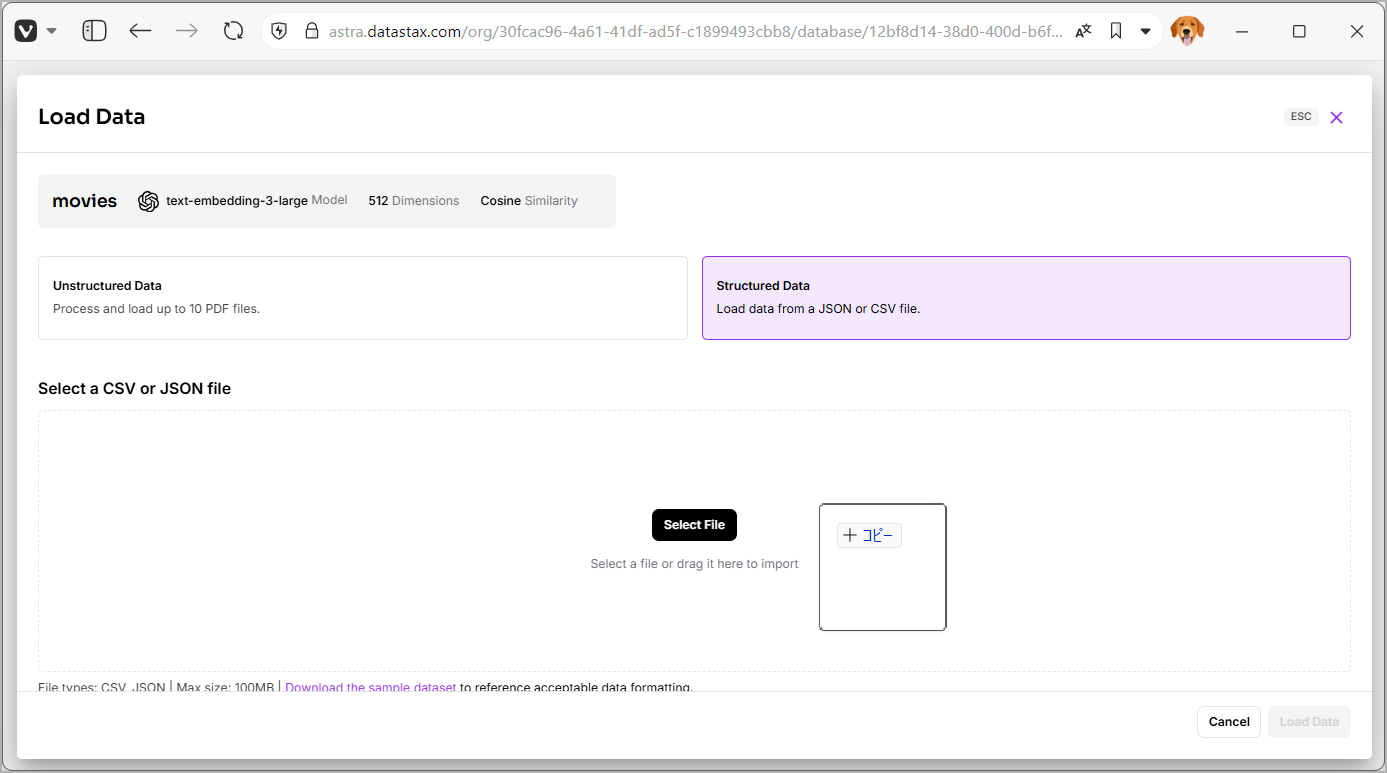 astra.datastax.com/org/30fcac96-4a61-41df-ad5f-c1899493cbb8/database/12bf8d14-38d0-400d-b6f...
Load Data
ESC
movies text-embedding-3-large Model 512 Dimensions Cosine Similarity
Unstructured Data
Process and load up to 10 PDF files.
Structured Data
Load data from a JSON or CSV file.
Select a CSV or JSON file
Select File
コピー
Select a file or drag it here to import
File types: CSV, JSON | Max size: 100MB | Download the sample dataset to reference acceptable data formatting.
Cancel
Load Data